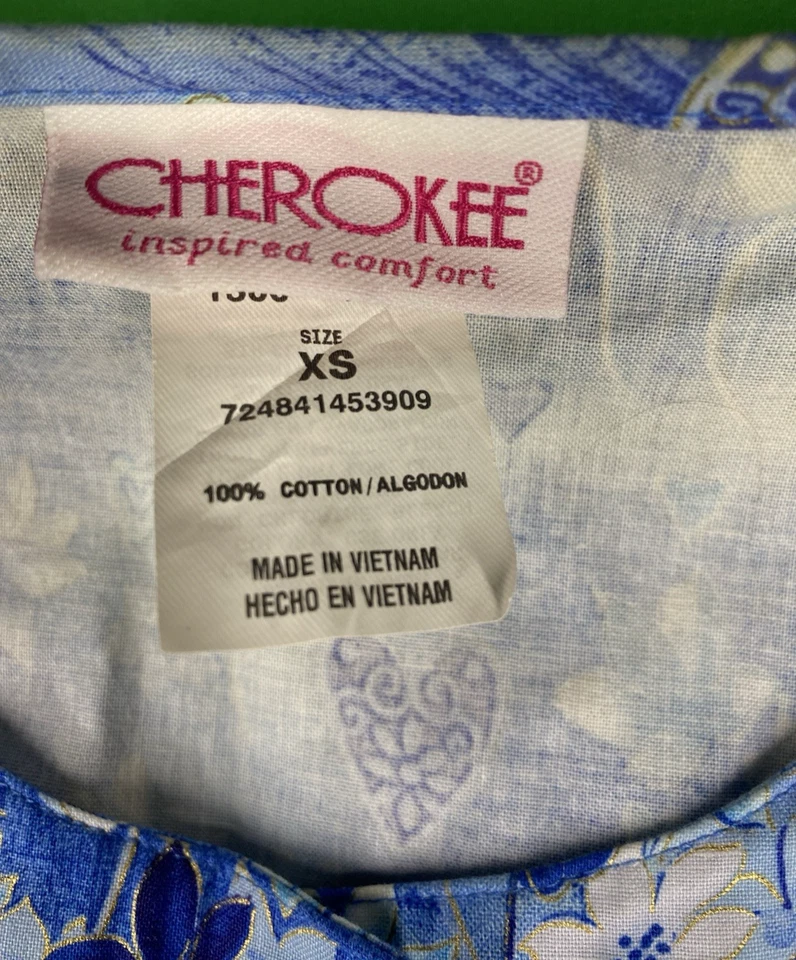 CHEROKEE®
inspired comfort
SIZE
XS
724841453909
100% COTTON/ALGODON
MADE IN VIETNAM
HECHO EN VIETNAM